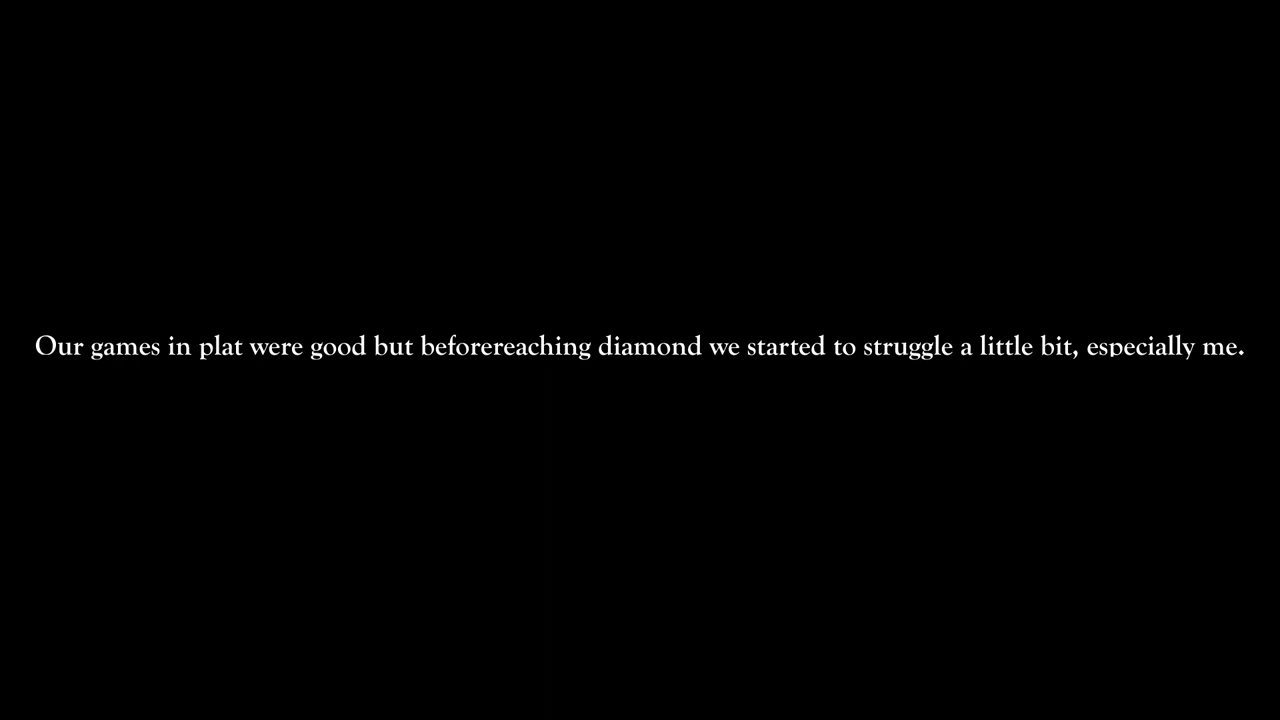 Our games in plat were good but beforereaching diamond we started to struggle a little bit, especially me.